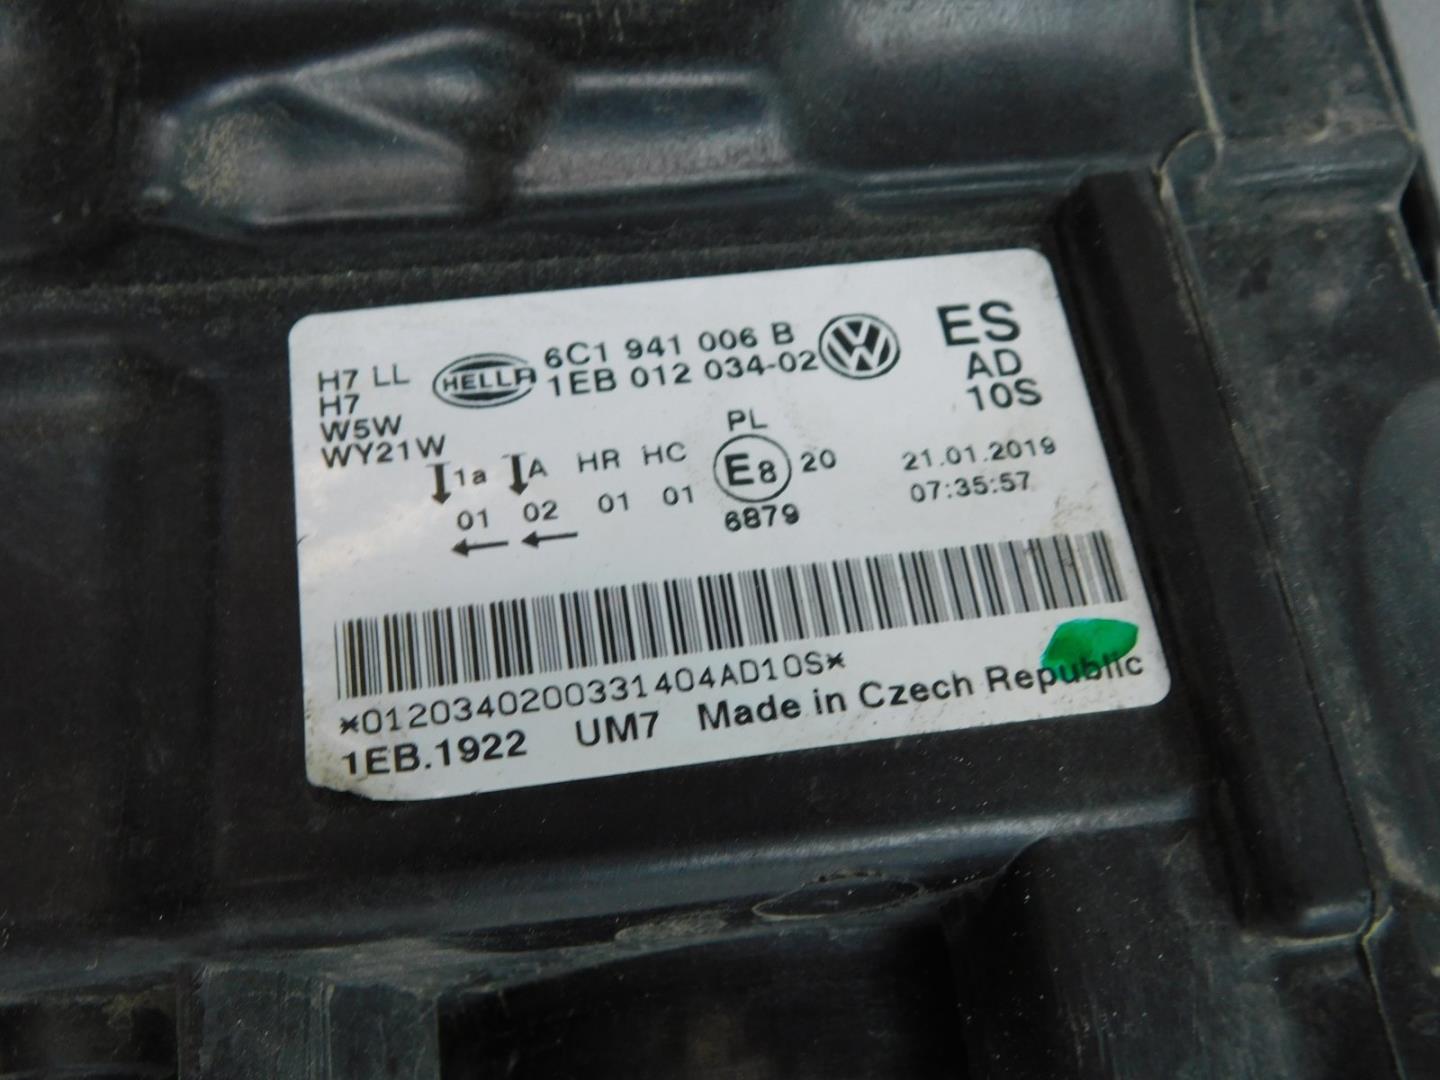 H7 LL
H7
W5W
WY21W
HELLA
6C1 941 006 B
1EB 012 034-02
VW
ES
AD
10S
PL
1a A HR HC E8 20
01 02 01 01
6879
21.01.2019
07:35:57
*0120340200331404AD10S*
1EB.1922 UM7 Made in Czech Republic